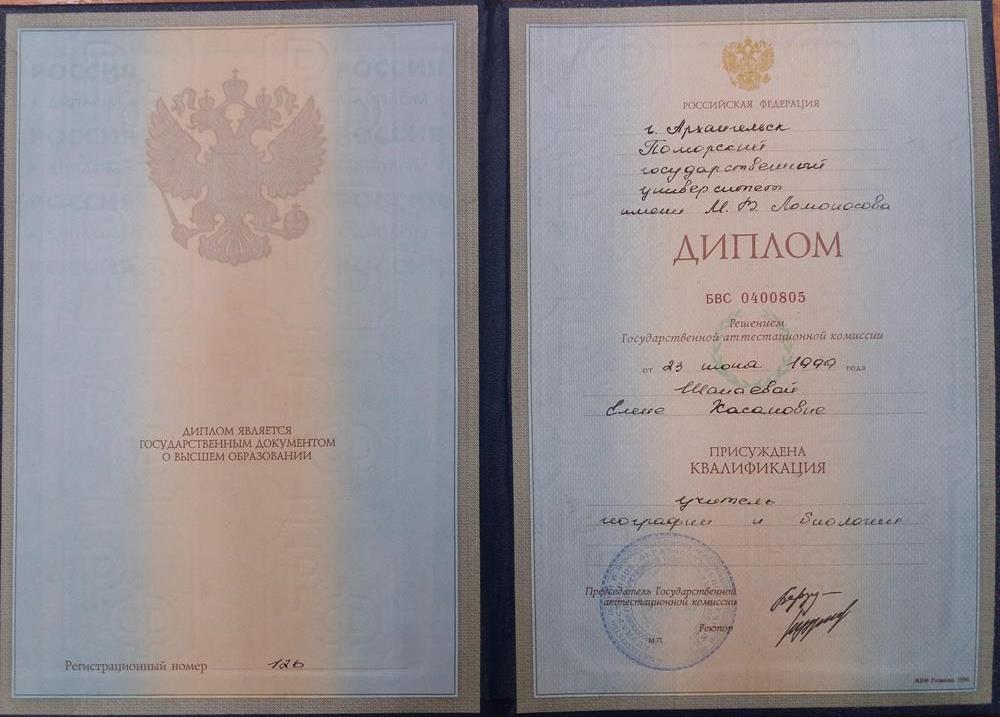 ДИПЛОМ ЯВЛЯЕТСЯ
ГОСУДАРСТВЕННЫМ ДОКУМЕНТОМ
О ВЫСШЕМ ОБРАЗОВАНИИ
Регистрационный номер 126
РОССИЙСКАЯ ФЕДЕРАЦИЯ
г. Архангельск
Поморский
государственный
университет
имени М. В. Ломоносова
ДИПЛОМ
БВС 0400805
Решением
Государственной аттестационной комиссии
от 23 июня 1999 года
Шапаевой
Елене Хасановне
ПРИСУЖДЕНА
КВАЛИФИКАЦИЯ
учитель
географии и биологии
Председатель Государственной
аттестационной комиссии
Ректор
М.П.